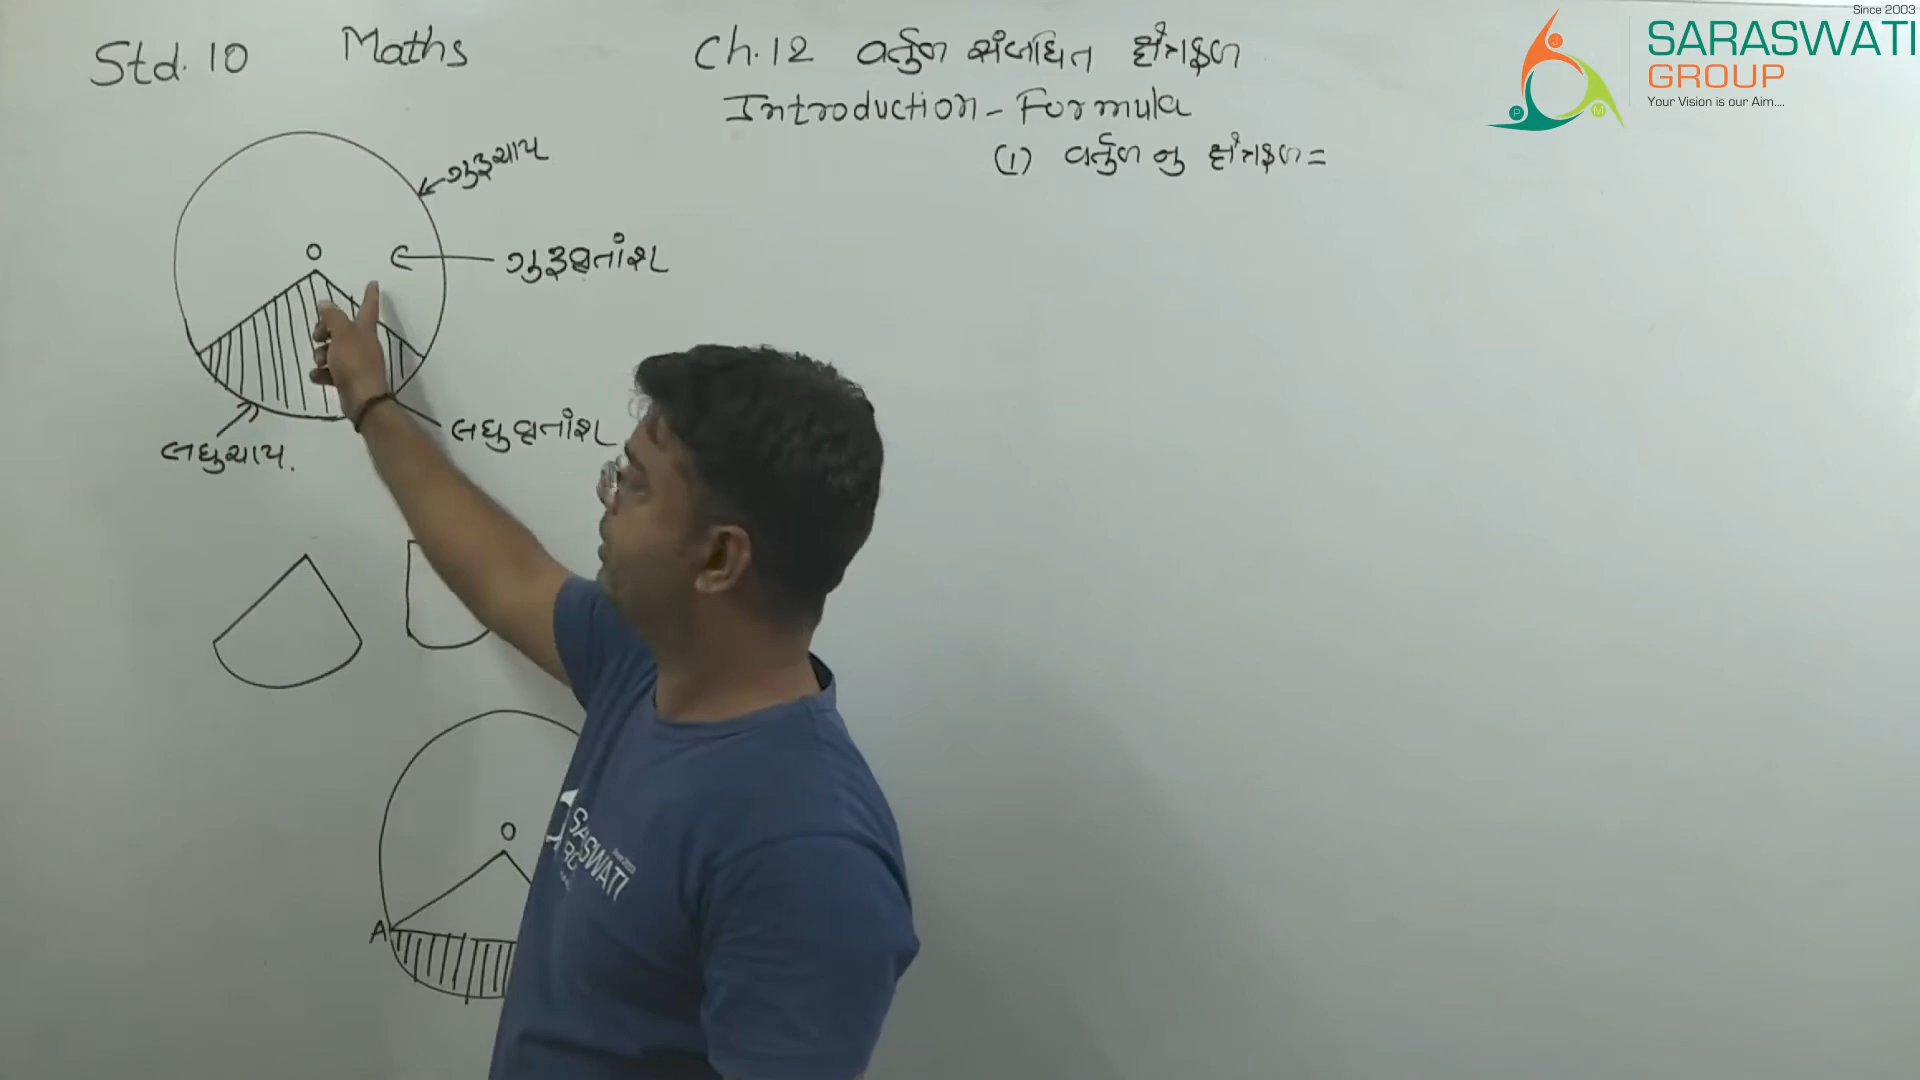 Std. 10 Maths
Ch.12 વર્તુળ સંબંધિત ક્ષેત્રફળ
Introduction - Formula
(1) વર્તુળ નુ ક્ષેત્રફળ =
ગુરૂચાપ
O
ગુરૂવૃતાંશ
લઘુવૃતાંશ
લઘુચાપ.
O
A
Since 2003
SARASWATI
GROUP
Your Vision is our Aim....
J
P
M
SARASWATI